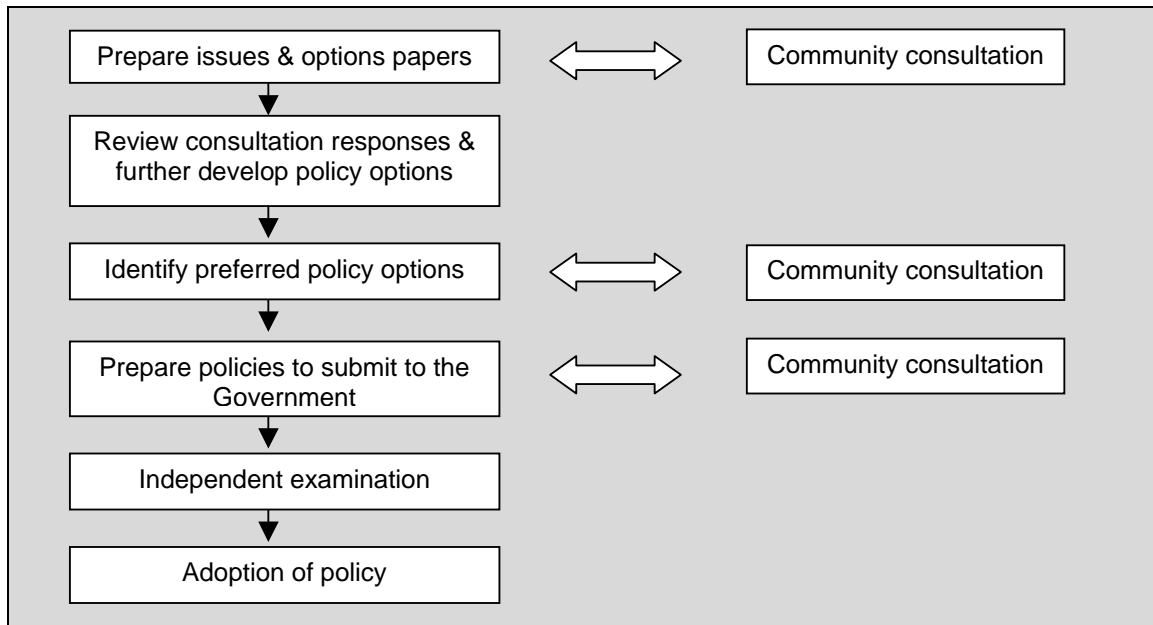 Prepare issues & options papers
Community consultation
Review consultation responses &
further develop policy options
Identify preferred policy options
Community consultation
Prepare policies to submit to the
Government
Community consultation
Independent examination
Adoption of policy